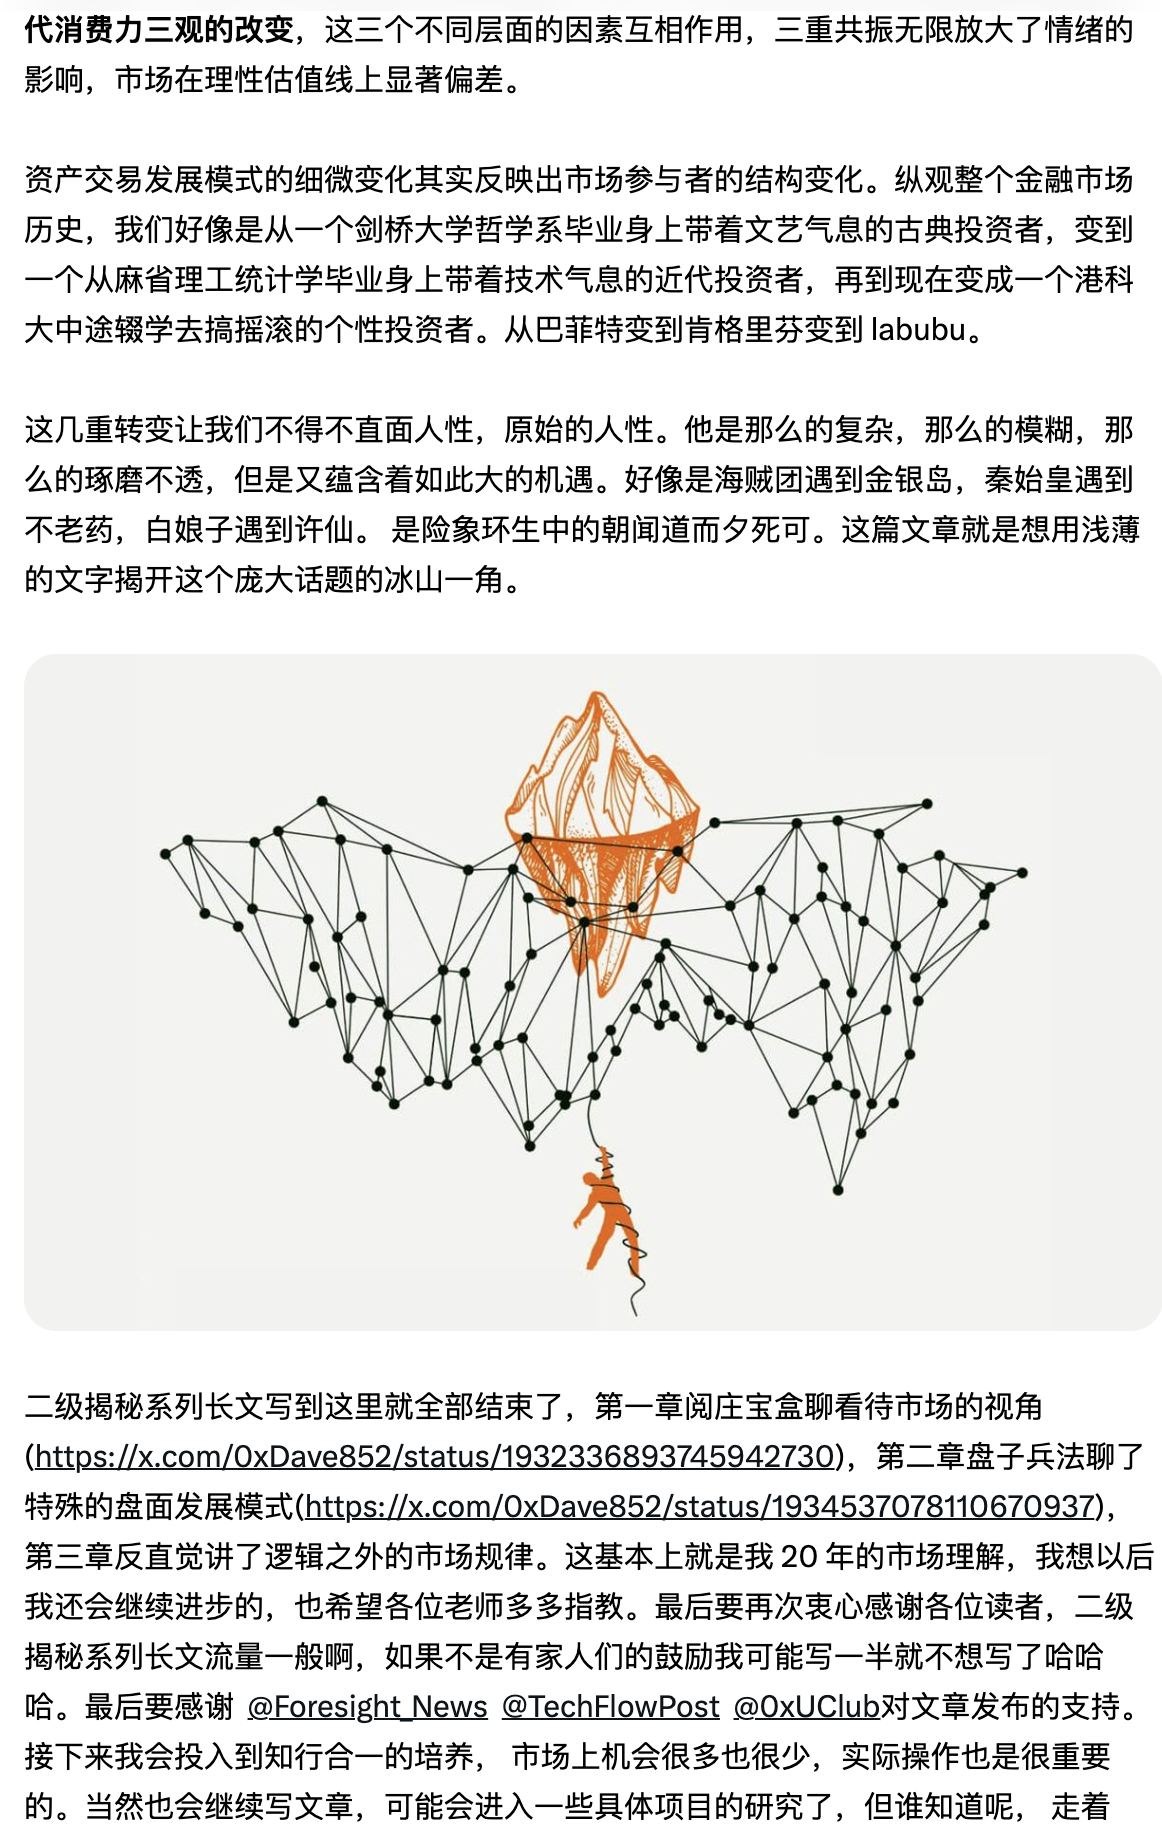 代消费力三观的改变，这三个不同层面的因素互相作用，三重共振无限放大了情绪的
影响，市场在理性估值线上显著偏差。
资产交易发展模式的细微变化其实反映出市场参与者的结构变化。纵观整个金融市场
历史，我们好像是从一个剑桥大学哲学系毕业身上带着文艺气息的古典投资者，变到
一个从麻省理工统计学毕业身上带着技术气息的近代投资者，再到现在变成一个港科
大中途辍学去搞摇滚的个性投资者。从巴菲特变到肯格里芬变到 labubu。
这几重转变让我们不得不直面人性，原始的人性。他是那么的复杂，那么的模糊，那
么的琢磨不透，但是又蕴含着如此大的机遇。好像是海贼团遇到金银岛，秦始皇遇到
不老药，白娘子遇到许仙。 是险象环生中的朝闻道而夕死可。这篇文章就是想用浅薄
的文字揭开这个庞大话题的冰山一角。
二级揭秘系列长文写到这里就全部结束了，第一章阅庄宝盒聊看待市场的视角
(https://x.com/0xDave852/status/1932336893745942730)，第二章盘子兵法聊了
特殊的盘面发展模式(https://x.com/0xDave852/status/1934537078110670937)，
第三章反直觉讲了逻辑之外的市场规律。这基本上就是我 20 年的市场理解，我想以后
我还会继续进步的，也希望各位老师多多指教。最后要再次衷心感谢各位读者，二级
揭秘系列长文流量一般啊，如果不是有家人们的鼓励我可能写一半就不想写了哈哈
哈。最后要感谢 @Foresight_News @TechFlowPost @0xUClub对文章发布的支持。
接下来我会投入到知行合一的培养， 市场上机会很多也很少，实际操作也是很重要
的。当然也会继续写文章，可能会进入一些具体项目的研究了，但谁知道呢， 走着